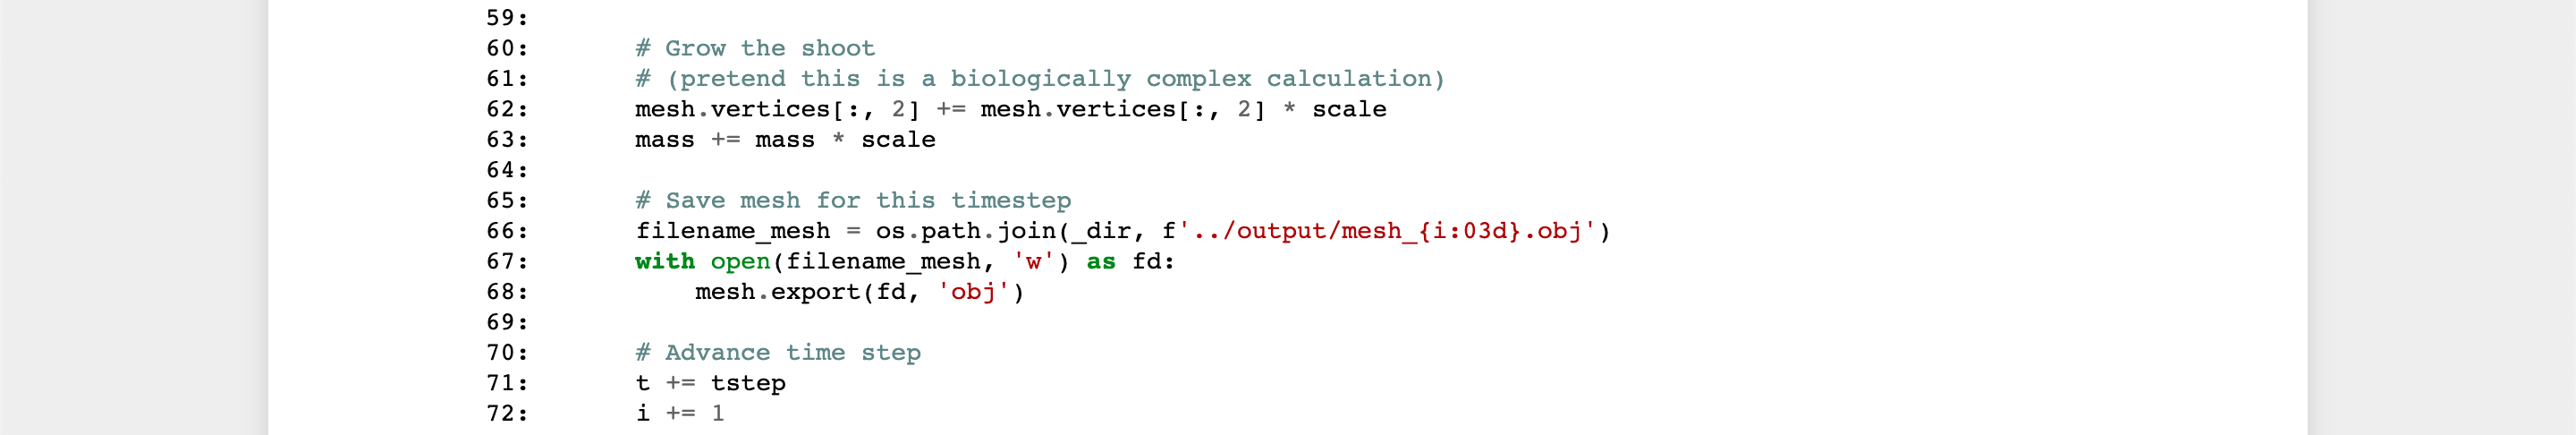 59:
60:        # Grow the shoot
61:        # (pretend this is a biologically complex calculation)
62:        mesh.vertices[:, 2] += mesh.vertices[:, 2] * scale
63:        mass += mass * scale
64:
65:        # Save mesh for this timestep
66:        filename_mesh = os.path.join(_dir, f'../output/mesh_{i:03d}.obj')
67:        with open(filename_mesh, 'w') as fd:
68:            mesh.export(fd, 'obj')
69:
70:        # Advance time step
71:        t += tstep
72:        i += 1